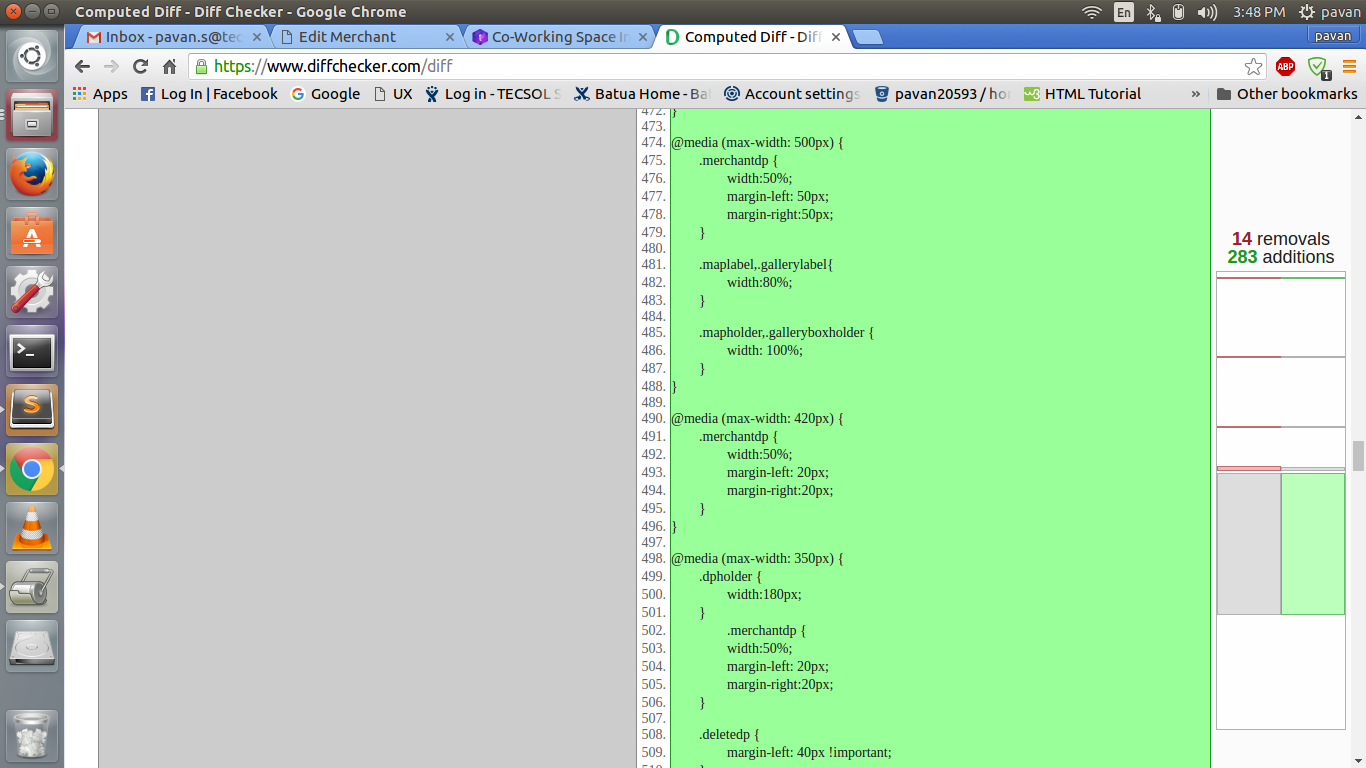 Computed Diff - Diff Checker - Google Chrome
En
3:48 PM
pavan
Inbox - pavan.s@tec
Edit Merchant
Co-Working Space In
Computed Diff - Diff
pavan
https://www.diffchecker.com/diff
ABP
1
Apps
Log In | Facebook
Google
UX
Log in - TECSOL S
Batua Home - Bat
Account settings
pavan20593 / hor
HTML Tutorial
»
Other bookmarks
472. }
473.
474. @media (max-width: 500px) {
475. .merchantdp {
476. width:50%;
477. margin-left: 50px;
478. margin-right:50px;
479. }
480.
481. .maplabel,.gallerylabel{
482. width:80%;
483. }
484.
485. .mapholder,.galleryboxholder {
486. width: 100%;
487. }
488. }
489.
490. @media (max-width: 420px) {
491. .merchantdp {
492. width:50%;
493. margin-left: 20px;
494. margin-right:20px;
495. }
496. }
497.
498. @media (max-width: 350px) {
499. .dpholder {
500. width:180px;
501. }
502. .merchantdp {
503. width:50%;
504. margin-left: 20px;
505. margin-right:20px;
506. }
507.
508. .deletedp {
509. margin-left: 40px !important;
14 removals
283 additions